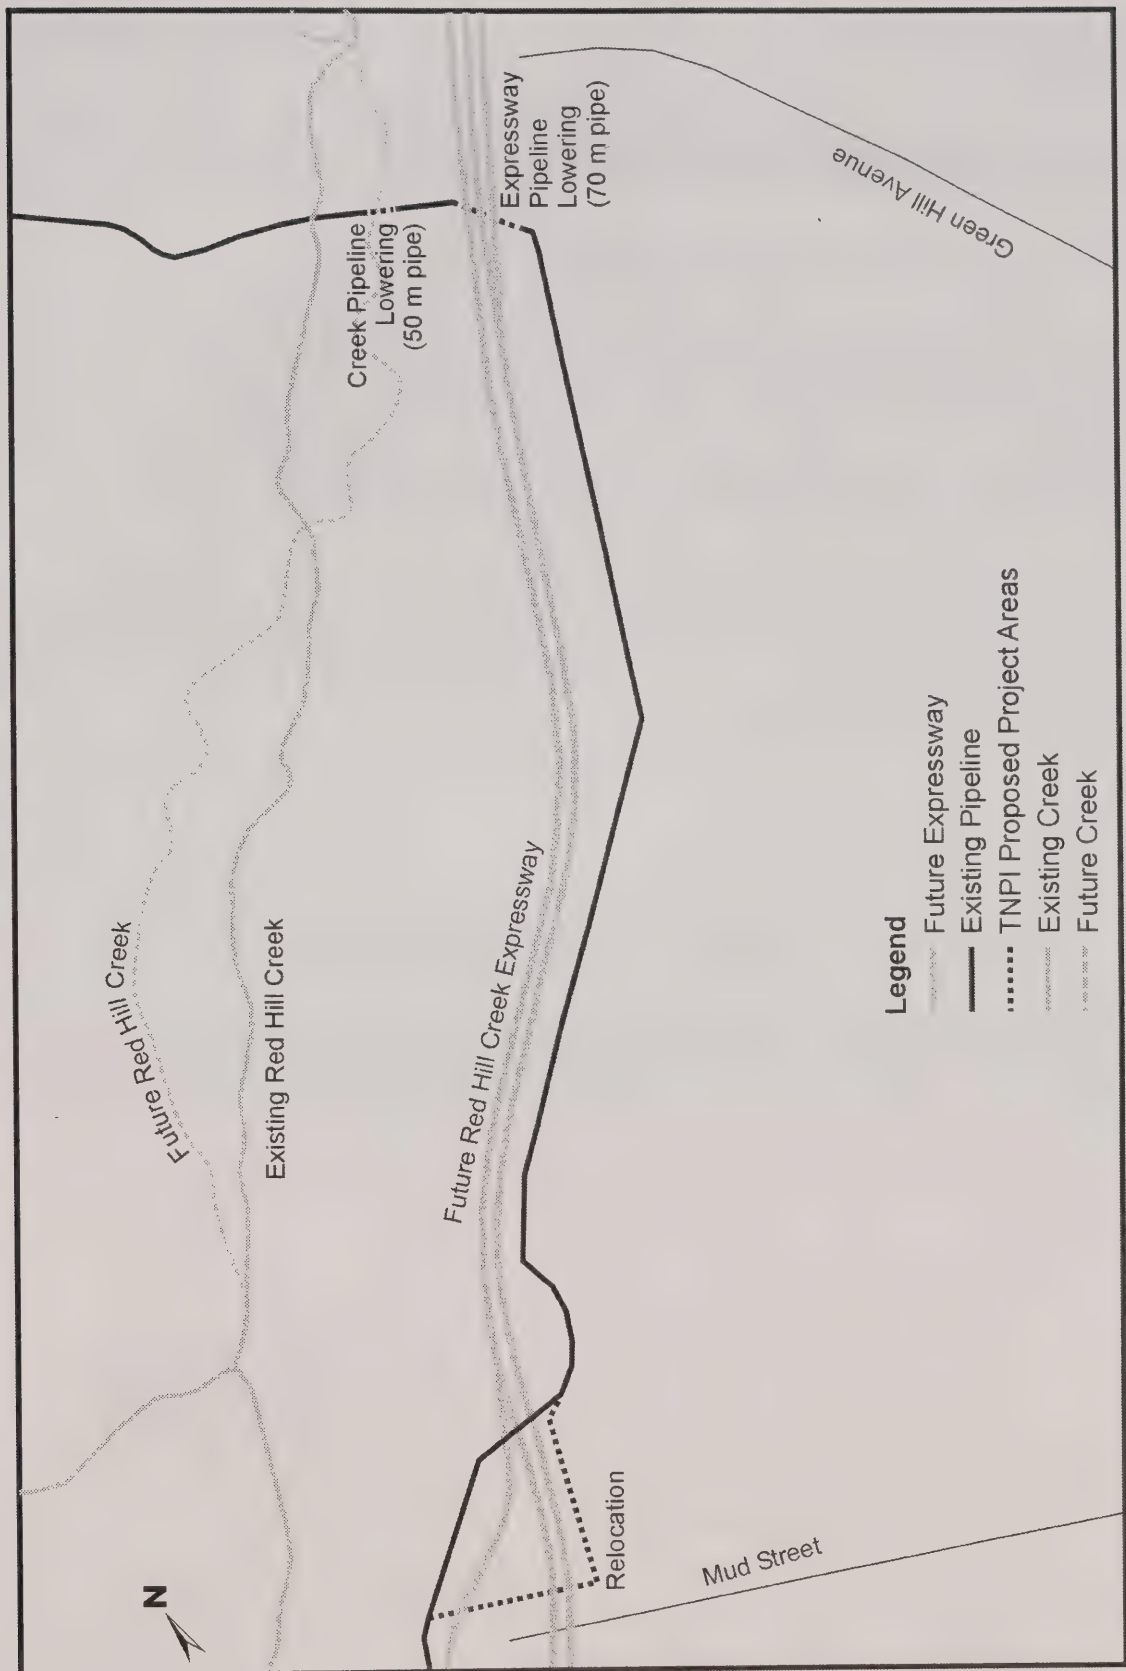 N
Future Red Hill Creek
Existing Red Hill Creek
Creek Pipeline
Lowering
(50 m pipe)
Expressway
Pipeline
Lowering
(70 m pipe)
Future Red Hill Creek Expressway
Green Hill Avenue
Relocation
Mud Street
Legend
Future Expressway
Existing Pipeline
TNPI Proposed Project Areas
Existing Creek
Future Creek